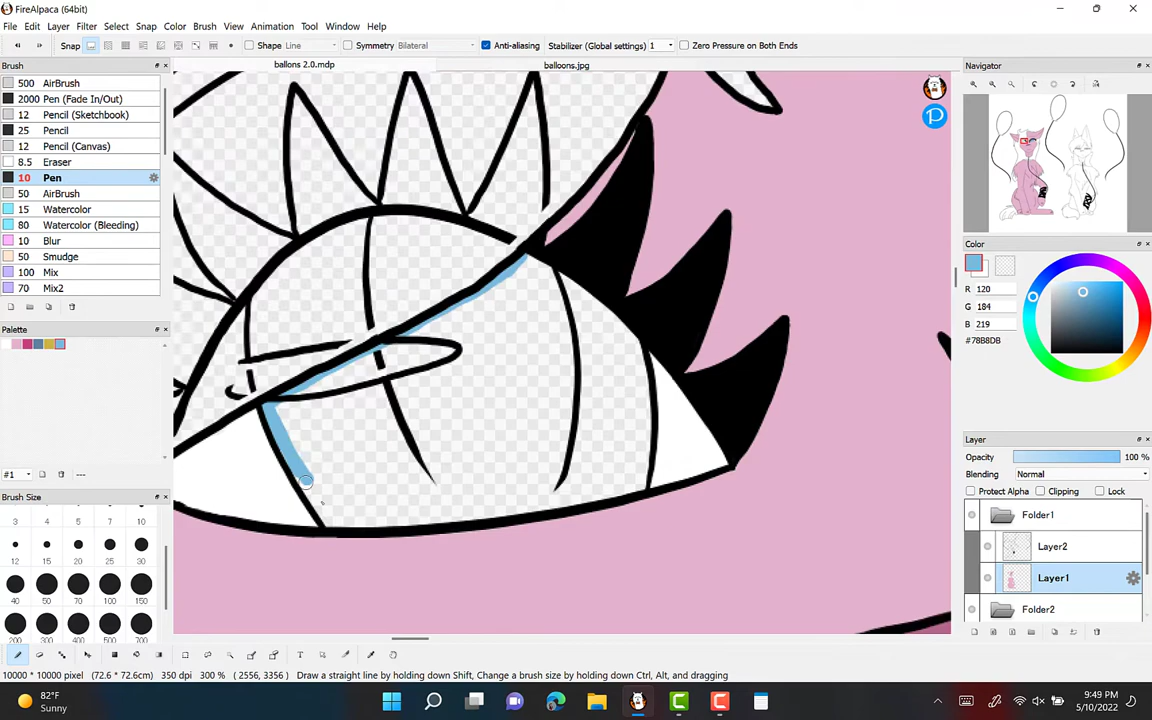 FireAlpaca (64bit)
File Edit Layer Filter Select Snap Color Brush View Animation Tool Window Help
Snap Shape Line Symmetry Bilateral Anti-aliasing Stabilizer (Global settings) 1 Zero Pressure on Both Ends
Brush
ballons 2.0.mdp
balloons.jpg
Navigator
500 AirBrush
2000 Pen (Fade In/Out)
12 Pencil (Sketchbook)
25 Pencil
12 Pencil (Canvas)
8.5 Eraser
10 Pen
50 AirBrush
15 Watercolor
80 Watercolor (Bleeding)
10 Blur
50 Smudge
100 Mix
70 Mix2
Palette
#1 ---
Brush Size
3 4 5 7 10
12 15 20 25 30
40 50 70 100 150
200 300 400 500 700
Color
R 120
G 184
B 219
#78B8DB
Layer
Opacity 100 %
Blending Normal
Protect Alpha Clipping Lock
Folder1
Layer2
Layer1
Folder2
10000 * 10000 pixel (72.6 * 72.6cm) 350 dpi 300 % ( 2556, 3356 ) Draw a straight line by holding down Shift, Change a brush size by holding down Ctrl, Alt, and dragging
82°F
Sunny
9:49 PM
5/10/2022